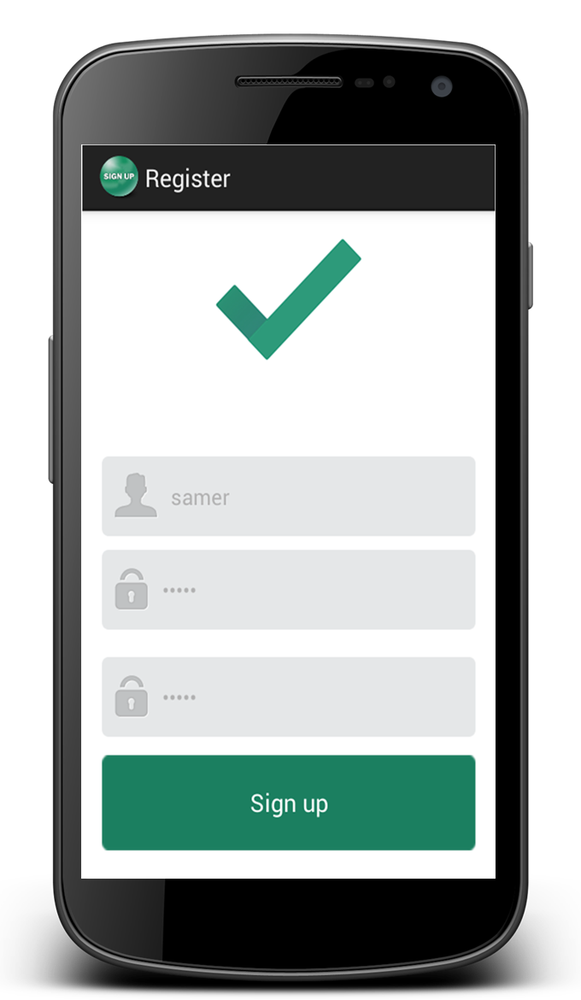 SIGN UP
Register
samer
•••••
•••••
Sign up